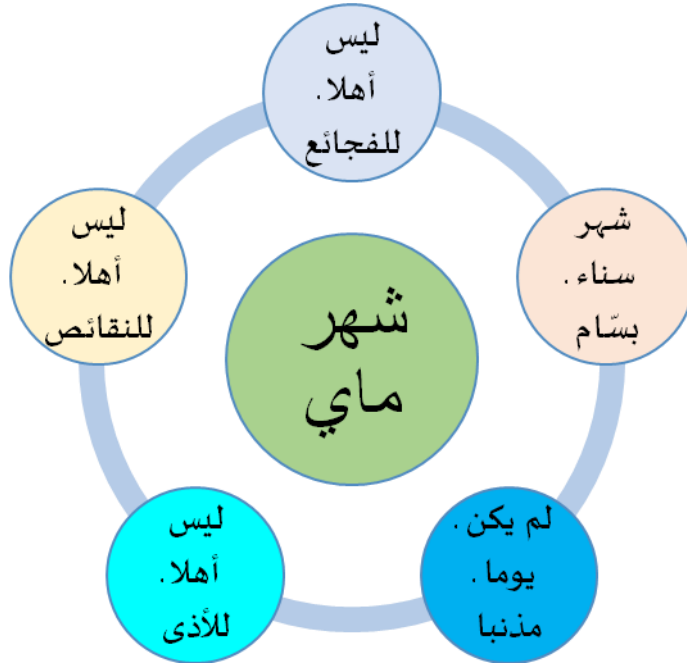 ليس
أهلا.
للفجائع
شهر
سناء.
بسّام
لم يكن.
يوما.
مذنبا
ليس
أهلا.
للأذى
ليس
أهلا.
للنقائص
شهر
ماي